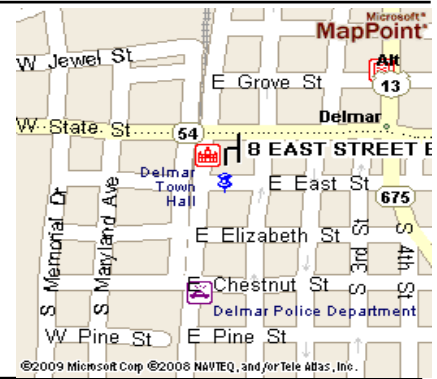 Microsoft®
MapPoint®
W Jewel St
E Grove St
Alt
13
Delmar
W State St
54
8 EAST STREET E
Delmar
Town
Hall
E East St
675
S Memorial Dr
S Maryland Ave
E Elizabeth St
S 3rd St
S 4th St
E Chestnut St
Delmar Police Department
W Pine St
E Pine St
©2009 Microsoft Corp ©2008 NAVTEQ, and/or Tele Atlas, Inc.